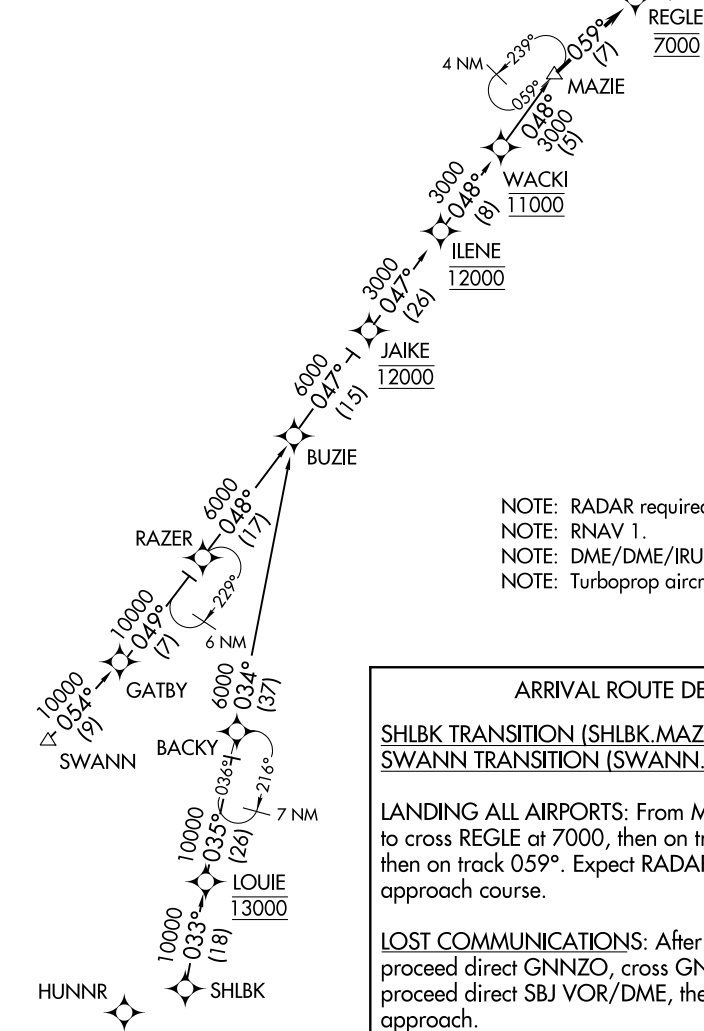 REGLE
7000
059°
(7)
4 NM
239°
059°
MAZIE
048°
3000
(5)
WACKI
11000
3000
048°
(8)
ILENE
12000
3000
047°
(26)
JAIKE
12000
6000
047°
(15)
BUZIE
6000
048°
(17)
RAZER
229°
6 NM
10000
049°
(7)
GATBY
10000
054°
(9)
SWANN
6000
034°
(37)
BACKY
036°
216°
7 NM
10000
035°
(26)
LOUIE
13000
10000
033°
(18)
SHLBK
HUNNR
NOTE: RADAR required
NOTE: RNAV 1.
NOTE: DME/DME/IRU
NOTE: Turboprop aircr
ARRIVAL ROUTE DE
SHLBK TRANSITION (SHLBK.MAZ
SWANN TRANSITION (SWANN.
LANDING ALL AIRPORTS: From M
to cross REGLE at 7000, then on tr
then on track 059°. Expect RADAR
approach course.
LOST COMMUNICATIONS: After
proceed direct GNNZO, cross GN
proceed direct SBJ VOR/DME, the
approach.